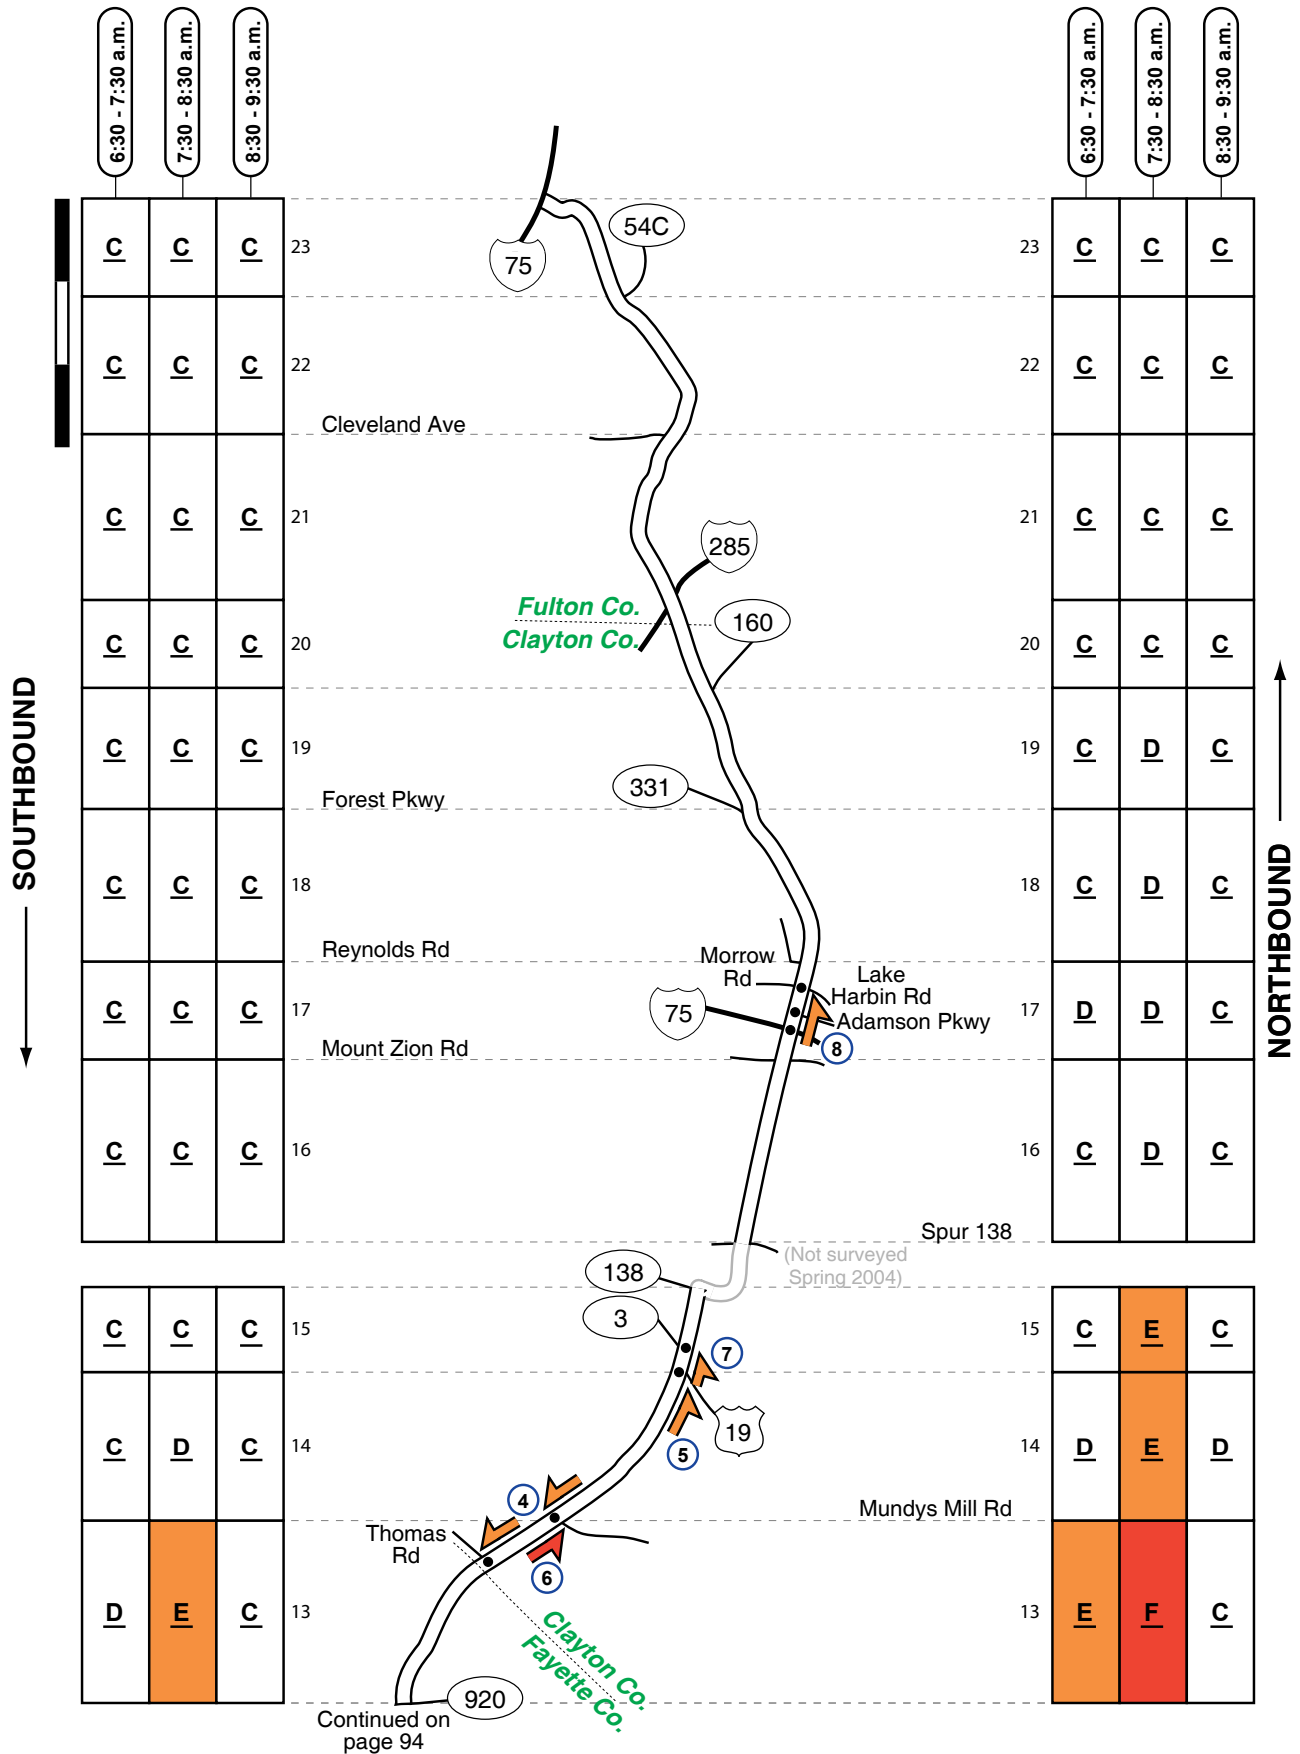 6:30 - 7:30 a.m.
7:30 - 8:30 a.m.
8:30 - 9:30 a.m.
6:30 - 7:30 a.m.
7:30 - 8:30 a.m.
8:30 - 9:30 a.m.
54C
75
C C C 23
23 C C C
C C C 22
22 C C C
Cleveland Ave
C C C 21
21 C C C
285
Fulton Co.
Clayton Co.
160
C C C 20
20 C C C
SOUTHBOUND
NORTHBOUND
C C C 19
19 C D C
331
Forest Pkwy
C C C 18
18 C D C
Reynolds Rd
Morrow
Rd
Lake
Harbin Rd
Adamson Pkwy
75
8
C C C 17
17 D D C
Mount Zion Rd
C C C 16
16 C D C
Spur 138
(Not surveyed
Spring 2004)
138
3
C C C 15
15 C E C
7
19
5
C D C 14
14 D E D
4
Mundys Mill Rd
Thomas
Rd
6
D E C 13
13 E F C
Clayton Co.
Fayette Co.
920
Continued on
page 94